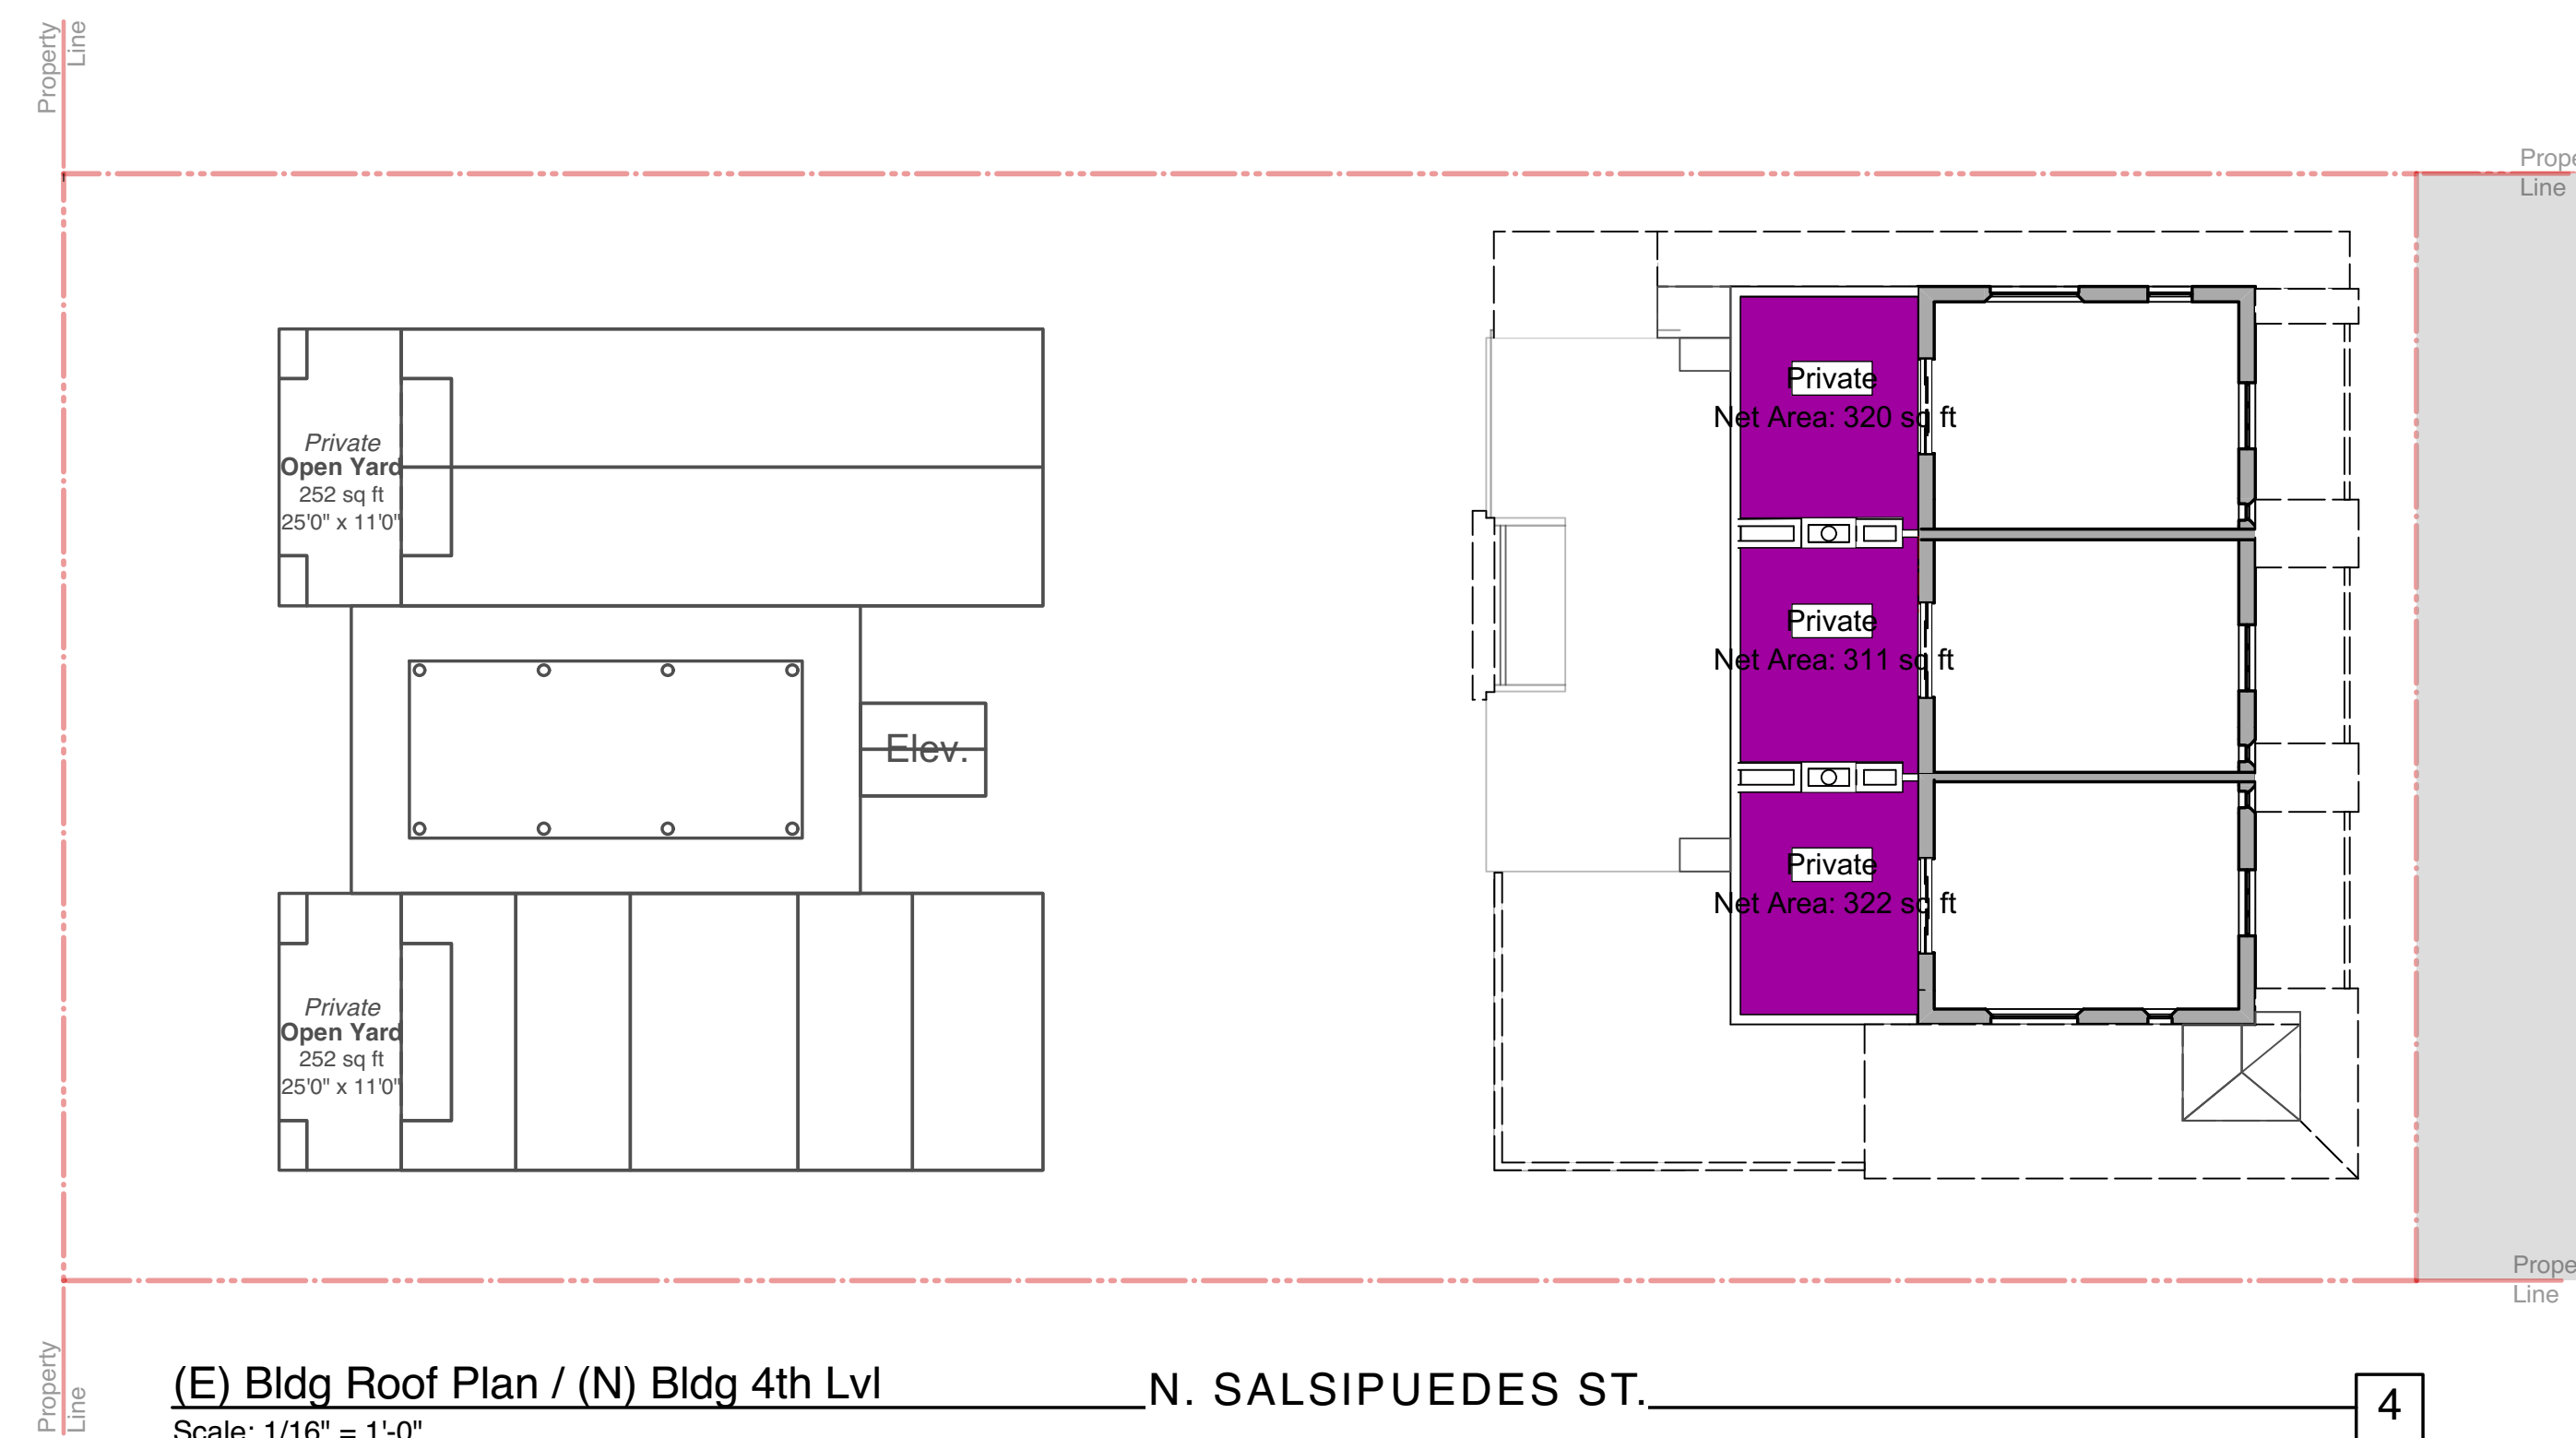 Property
Line
Prope
Line
Private
Net Area: 320 sq ft
Private
Open Yard
252 sq ft
25'0" x 11'0"
Private
Net Area: 311 sq ft
Elev.
Private
Net Area: 322 sq ft
Private
Open Yard
252 sq ft
25'0" x 11'0"
Prope
Line
Property
Line
(E) Bldg Roof Plan / (N) Bldg 4th Lvl
N. SALSIPUEDES ST.
4
Scale: 1/16" = 1'-0"